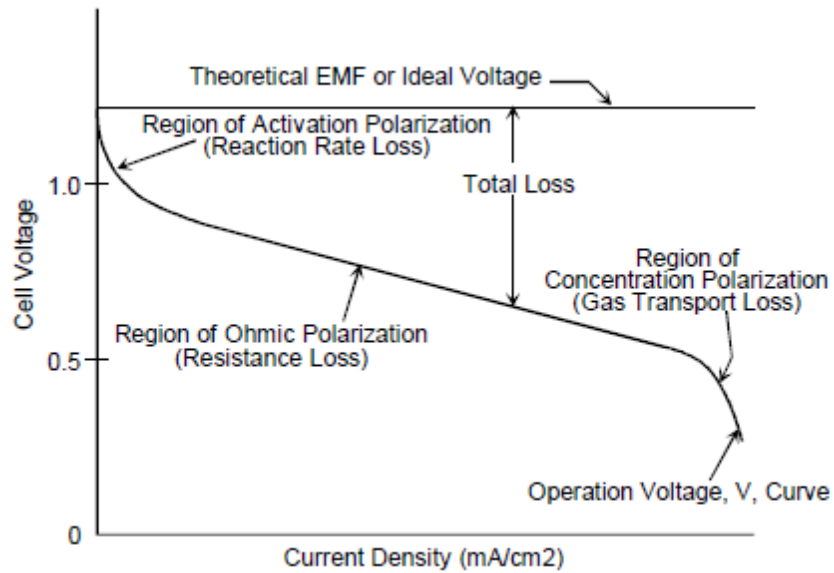 Theoretical EMF or Ideal Voltage
Region of Activation Polarization
(Reaction Rate Loss)
Total Loss
1.0
Region of
Concentration Polarization
(Gas Transport Loss)
Cell Voltage
Region of Ohmic Polarization
(Resistance Loss)
0.5
Operation Voltage, V, Curve
0
Current Density (mA/cm2)